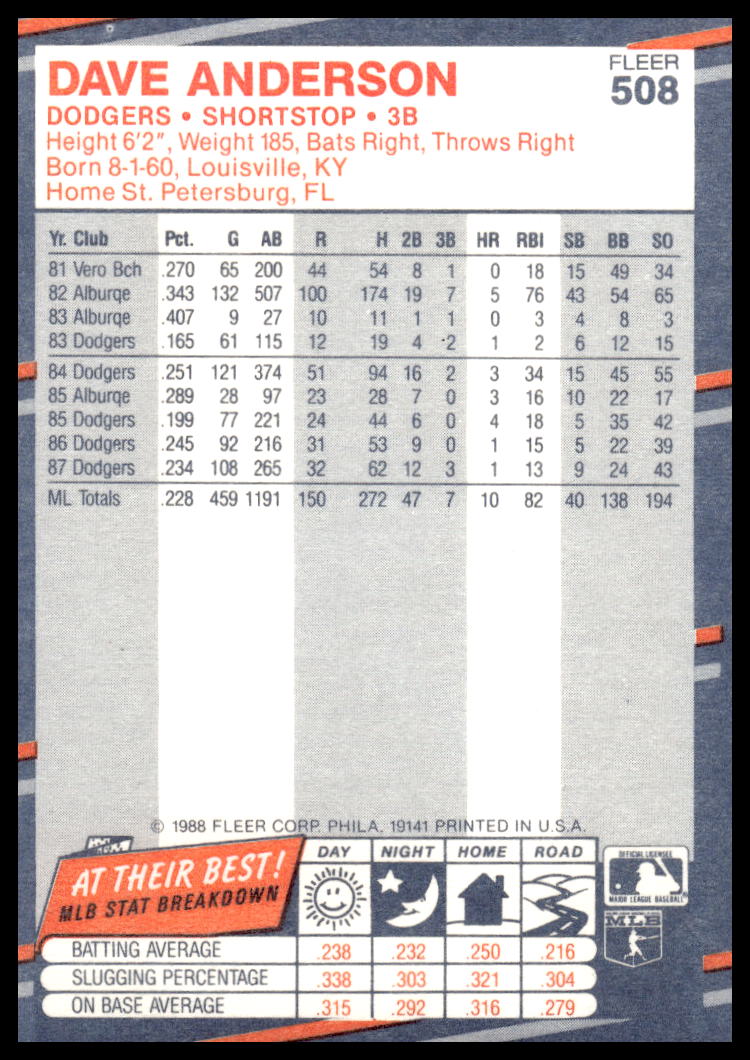 DAVE ANDERSON
FLEER
508
DODGERS • SHORTSTOP • 3B
Height 6'2", Weight 185, Bats Right, Throws Right
Born 8-1-60, Louisville, KY
Home St. Petersburg, FL
Yr. Club Pct. G AB R H 2B 3B HR RBI SB BB SO
81 Vero Bch .270 65 200 44 54 8 1 0 18 15 49 34
82 Alburqe .343 132 507 100 174 19 7 5 76 43 54 65
83 Alburqe .407 9 27 10 11 1 1 0 3 4 8 3
83 Dodgers .165 61 115 12 19 4 2 1 2 6 12 15
84 Dodgers .251 121 374 51 94 16 2 3 34 15 45 55
85 Alburqe .289 28 97 23 28 7 0 3 16 10 22 17
85 Dodgers .199 77 221 24 44 6 0 4 18 5 35 42
86 Dodgers .245 92 216 31 53 9 0 1 15 5 22 39
87 Dodgers .234 108 265 32 62 12 3 1 13 9 24 43
ML Totals .228 459 1191 150 272 47 7 10 82 40 138 194
© 1988 FLEER CORP. PHILA. 19141 PRINTED IN U.S.A.
AT THEIR BEST!
MLB STAT BREAKDOWN
DAY NIGHT HOME ROAD
OFFICIAL LICENSEE
MAJOR LEAGUE BASEBALL
MLB
BATTING AVERAGE .238 .232 .250 .216
SLUGGING PERCENTAGE .338 .303 .321 .304
ON BASE AVERAGE .315 .292 .316 .279